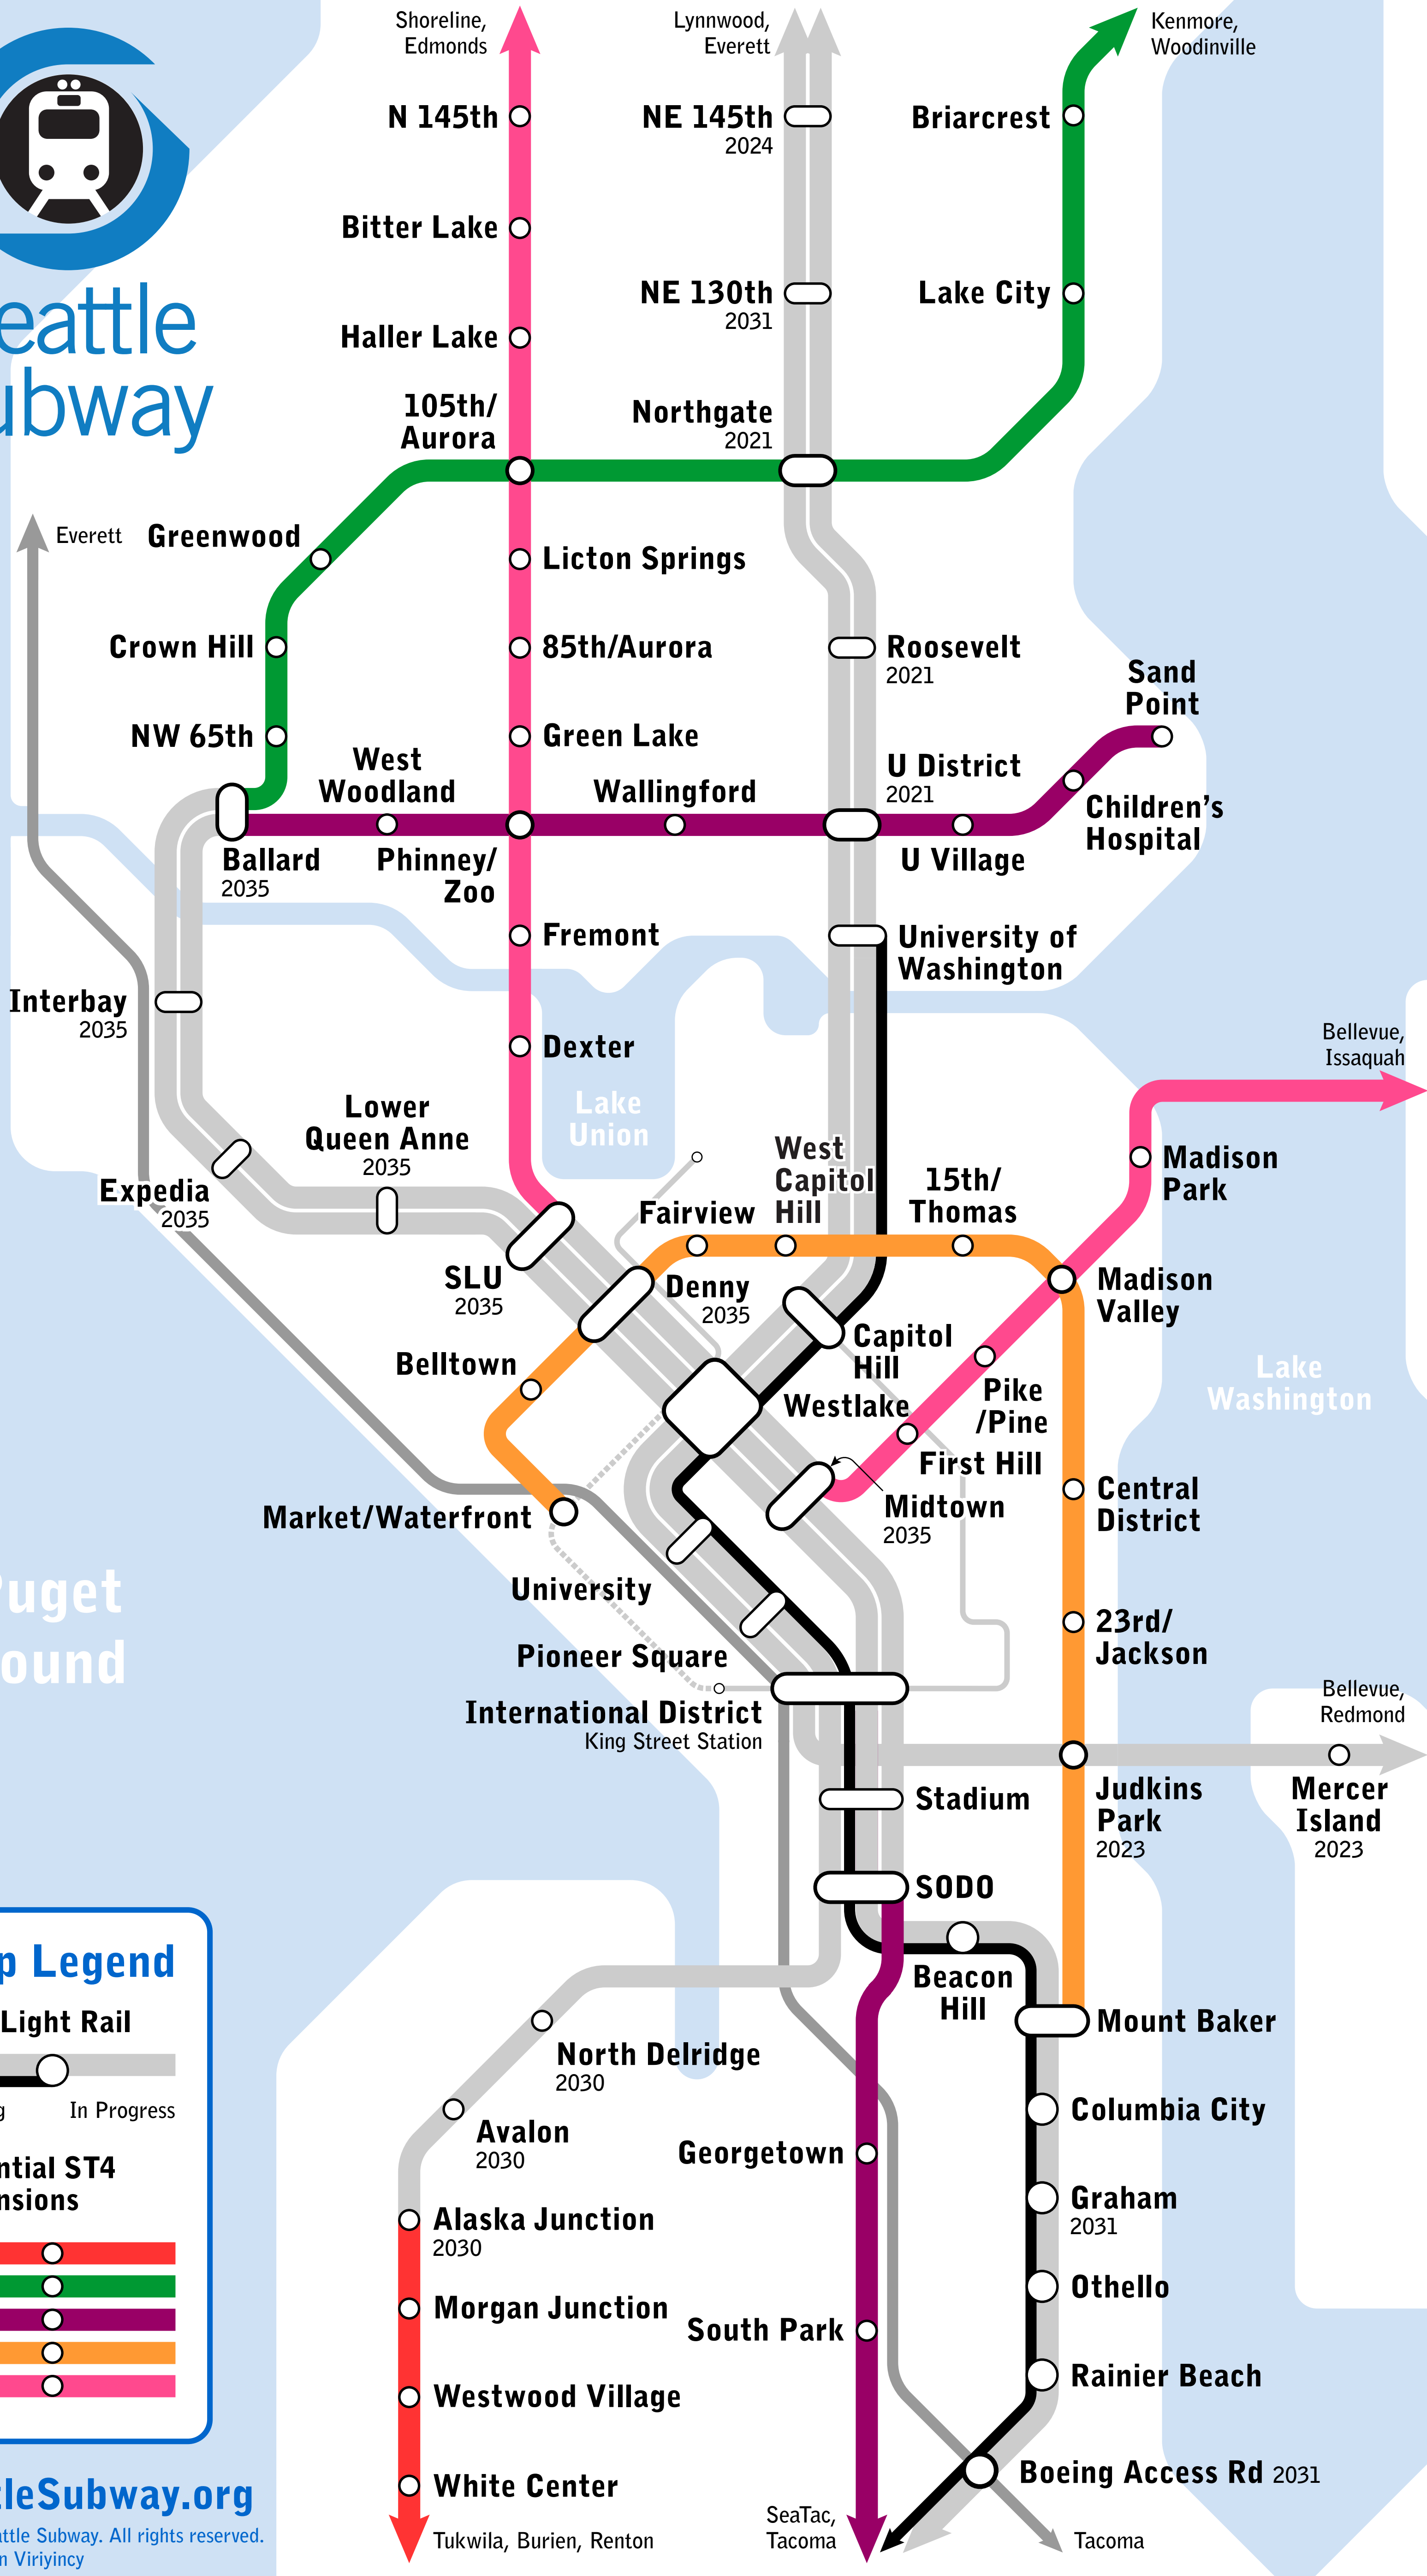 Shoreline,
Edmonds
Lynnwood,
Everett
Kenmore,
Woodinville
N 145th
NE 145th
2024
Briarcrest
Bitter Lake
NE 130th
2031
Lake City
Haller Lake
eattle
ubway
105th/
Aurora
Northgate
2021
Everett
Greenwood
Licton Springs
Crown Hill
85th/Aurora
Roosevelt
2021
Sand
Point
NW 65th
Green Lake
West
Woodland
Wallingford
U District
2021
Children's
Hospital
Ballard
2035
Phinney/
Zoo
U Village
Fremont
University of
Washington
Interbay
2035
Dexter
Bellevue,
Issaquah
Lake
Union
Lower
Queen Anne
2035
West
Capitol
Hill
15th/
Thomas
Madison
Park
Expedia
2035
Fairview
SLU
2035
Denny
2035
Madison
Valley
Capitol
Hill
Belltown
Lake
Washington
Pike
/Pine
Westlake
First Hill
Midtown
2035
Central
District
Market/Waterfront
University
Puget
ound
23rd/
Jackson
Pioneer Square
International District
King Street Station
Bellevue,
Redmond
Stadium
Judkins
Park
2023
Mercer
Island
2023
SODO
p Legend
Beacon
Hill
Light Rail
Mount Baker
North Delridge
2030
g
In Progress
Columbia City
Avalon
2030
Georgetown
ntial ST4
nsions
Graham
2031
Alaska Junction
2030
Othello
Morgan Junction
South Park
Rainier Beach
Westwood Village
Boeing Access Rd 2031
White Center
tleSubway.org
SeaTac,
Tacoma
Tukwila, Burien, Renton
Tacoma
attle Subway. All rights reserved.
n Viriyincy